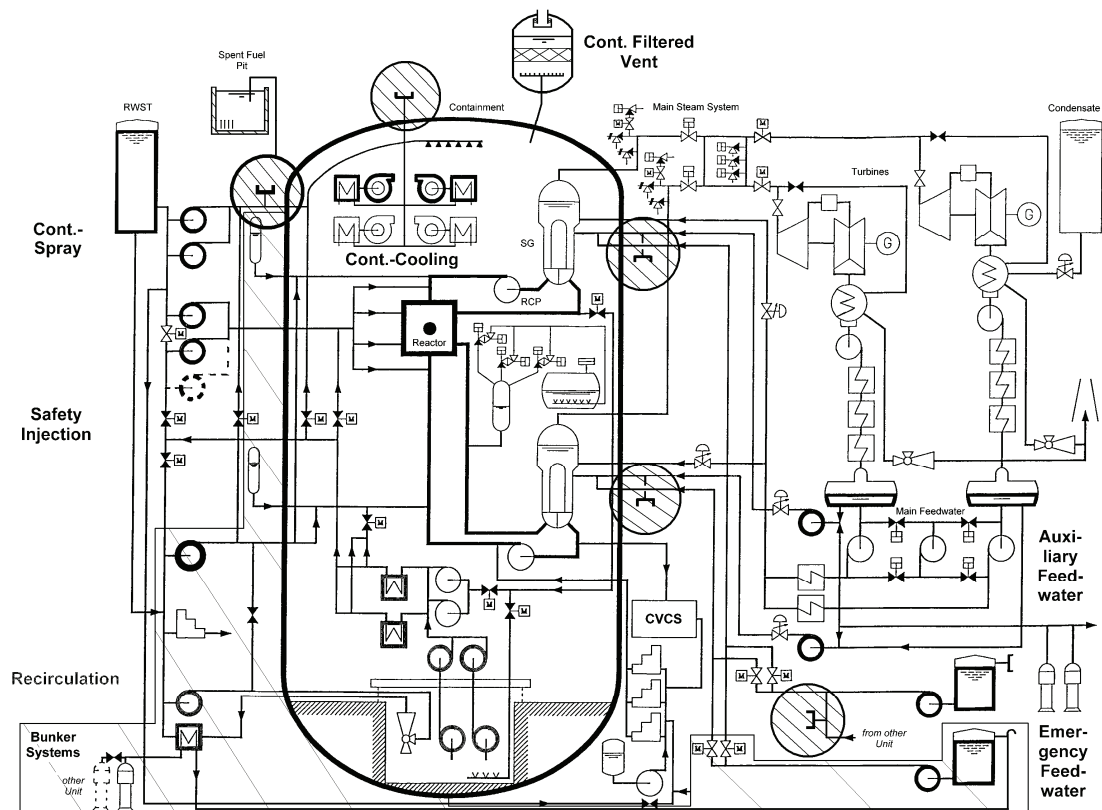 Cont. Filtered
Vent
Spent Fuel
Pit
RWST
Containment
Main Steam System
Condensate
M
M
M
M
M
M
M
Turbines
Cont.-
Spray
Cont.-Cooling
SG
G
G
RCP
M
M
Reactor
Safety
Injection
M
M
M
M
M
M
Main Feedwater
Auxi-
liary
Feed-
water
M
M
CVCS
Recirculation
M
M
Bunker
Systems
M
other
Unit
from other
Unit
M
M
Emer-
gency
Feed-
water